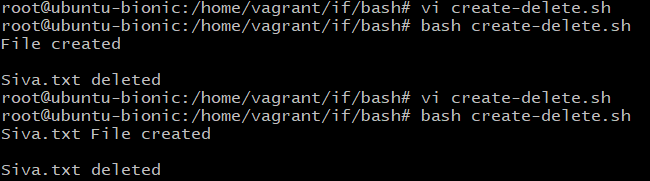 root@ubuntu-bionic:/home/vagrant/if/bash# vi create-delete.sh
root@ubuntu-bionic:/home/vagrant/if/bash# bash create-delete.sh
File created
Siva.txt deleted
root@ubuntu-bionic:/home/vagrant/if/bash# vi create-delete.sh
root@ubuntu-bionic:/home/vagrant/if/bash# bash create-delete.sh
Siva.txt File created
Siva.txt deleted